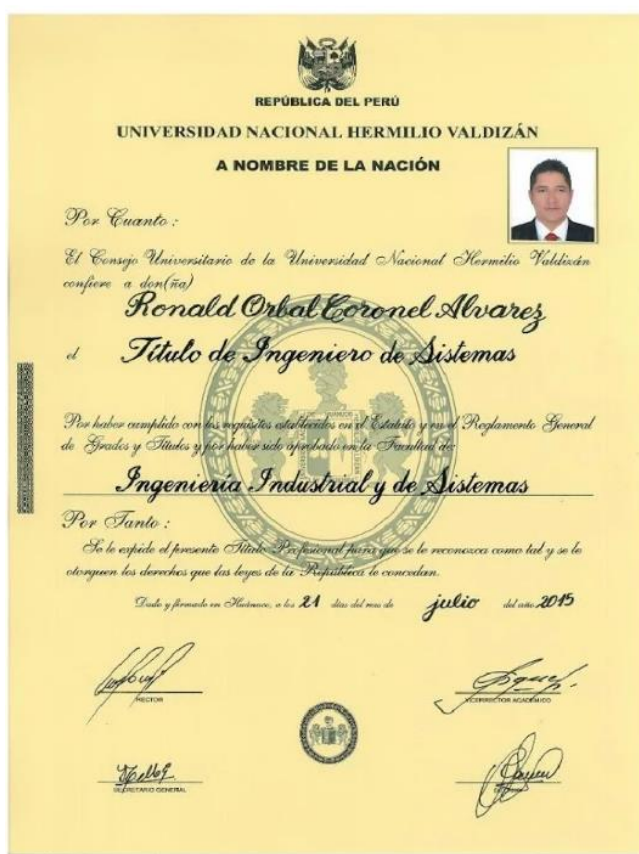 REPÚBLICA DEL PERÚ
UNIVERSIDAD NACIONAL HERMILIO VALDIZÁN
A NOMBRE DE LA NACIÓN
Por Cuanto :
El Consejo Universitario de la Universidad Nacional Hermilio Valdizán
confiere a don(ña)
Ronald Orbal Coronel Alvarez
el Título de Ingeniero de Sistemas
Por haber cumplido con los requisitos establecidos en el Estatuto y en el Reglamento General
de Grados y Títulos y por haber sido aprobado en la Facultad de:
Ingeniería Industrial y de Sistemas
Por Tanto :
Se le expide el presente Título Profesional para que se le reconozca como tal y se le
otorguen los derechos que las leyes de la República le concedan.
Dado y firmado en Huánuco, a los 21 días del mes de julio del año 2015
RECTOR
VICERRECTOR ACADÉMICO
SECRETARIO GENERAL